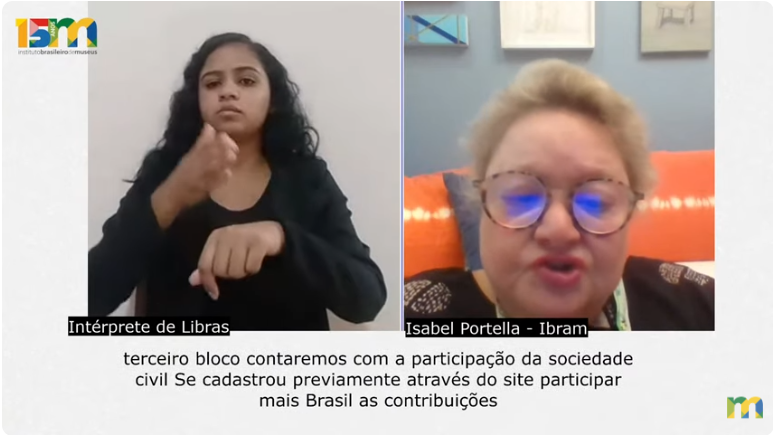 15 ANOS m
institutobrasileirodemuseus
Intérprete de Libras
Isabel Portella - Ibram
terceiro bloco contaremos com a participação da sociedade
civil Se cadastrou previamente através do site participar
mais Brasil as contribuições
m